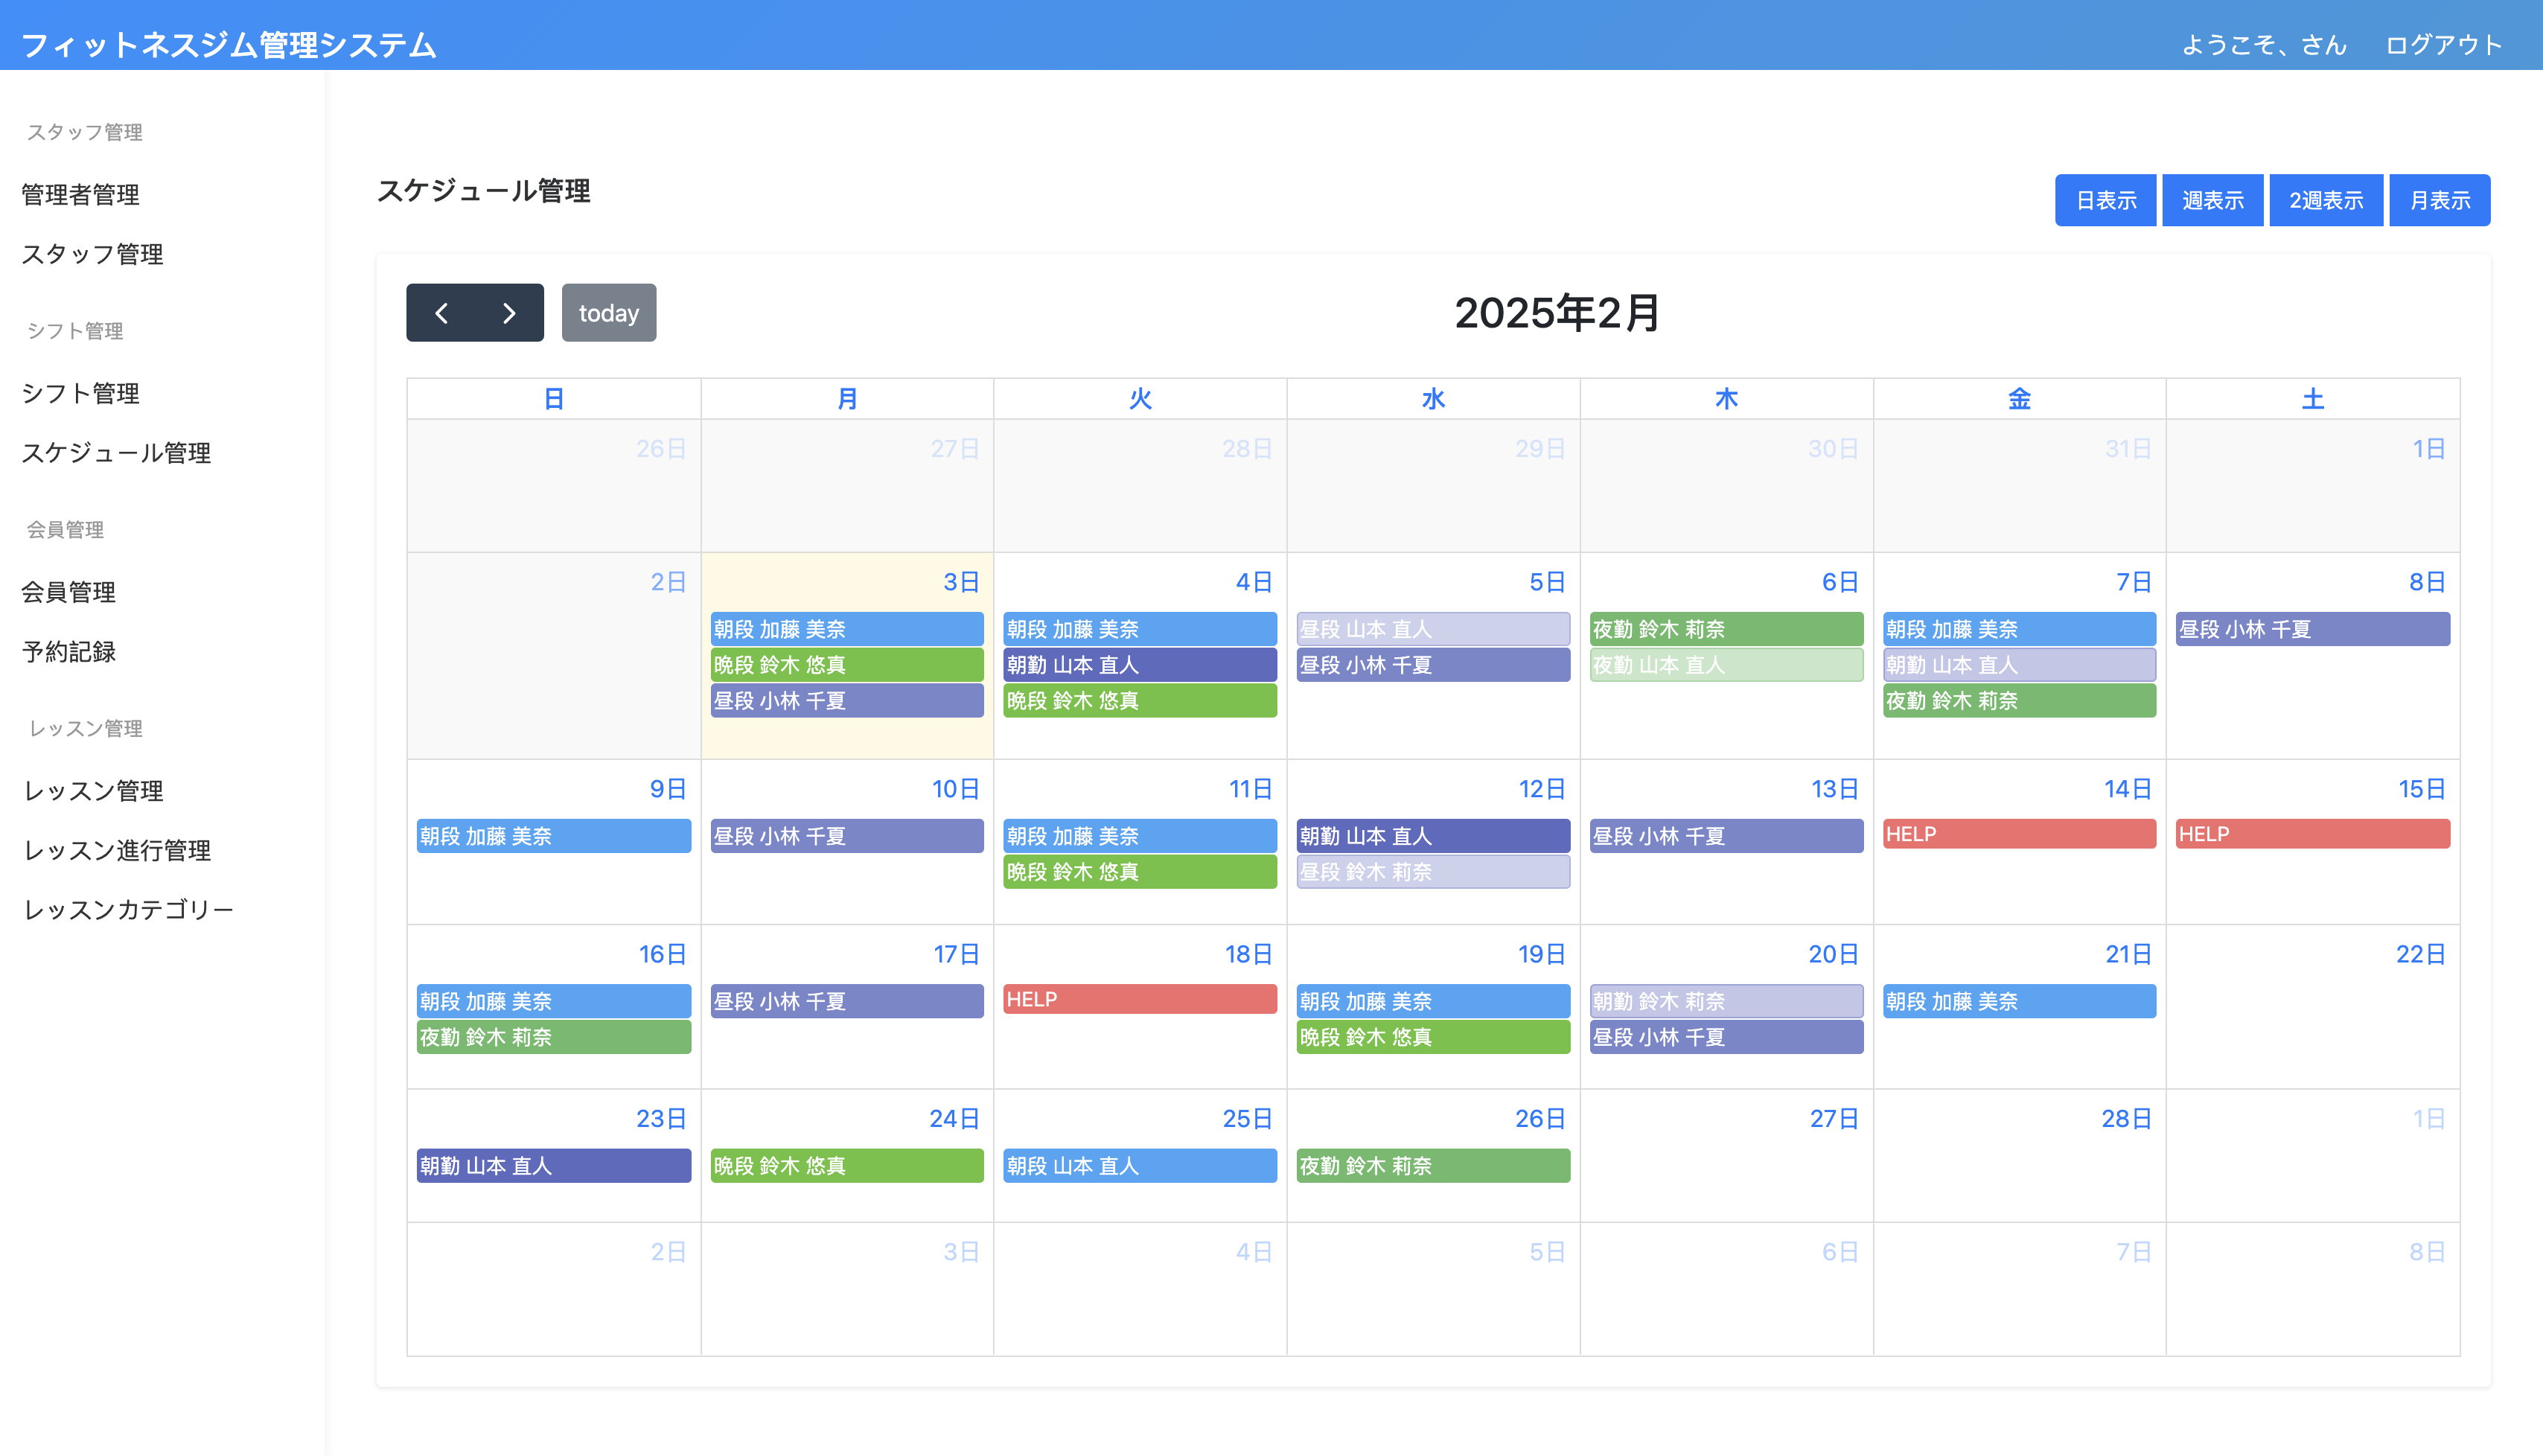 フィットネスジム管理システム
ようこそ、さん ログアウト
スタッフ管理
管理者管理
スタッフ管理
シフト管理
シフト管理
スケジュール管理
会員管理
会員管理
予約記録
レッスン管理
レッスン管理
レッスン進行管理
レッスンカテゴリー
スケジュール管理
日表示 週表示 2週表示 月表示
today
2025年2月
日 月 火 水 木 金 土
26日 27日 28日 29日 30日 31日 1日
2日
3日
朝段 加藤 美奈
晩段 鈴木 悠真
昼段 小林 千夏
4日
朝段 加藤 美奈
朝勤 山本 直人
晩段 鈴木 悠真
5日
昼段 山本 直人
昼段 小林 千夏
6日
夜勤 鈴木 莉奈
夜勤 山本 直人
7日
朝段 加藤 美奈
朝勤 山本 直人
夜勤 鈴木 莉奈
8日
昼段 小林 千夏
9日
朝段 加藤 美奈
10日
昼段 小林 千夏
11日
朝段 加藤 美奈
晩段 鈴木 悠真
12日
朝勤 山本 直人
昼段 鈴木 莉奈
13日
昼段 小林 千夏
14日
HELP
15日
HELP
16日
朝段 加藤 美奈
夜勤 鈴木 莉奈
17日
昼段 小林 千夏
18日
HELP
19日
朝段 加藤 美奈
晩段 鈴木 悠真
20日
朝勤 鈴木 莉奈
昼段 小林 千夏
21日
朝段 加藤 美奈
22日
23日
朝勤 山本 直人
24日
晩段 鈴木 悠真
25日
朝段 山本 直人
26日
夜勤 鈴木 莉奈
27日
28日
1日
2日 3日 4日 5日 6日 7日 8日